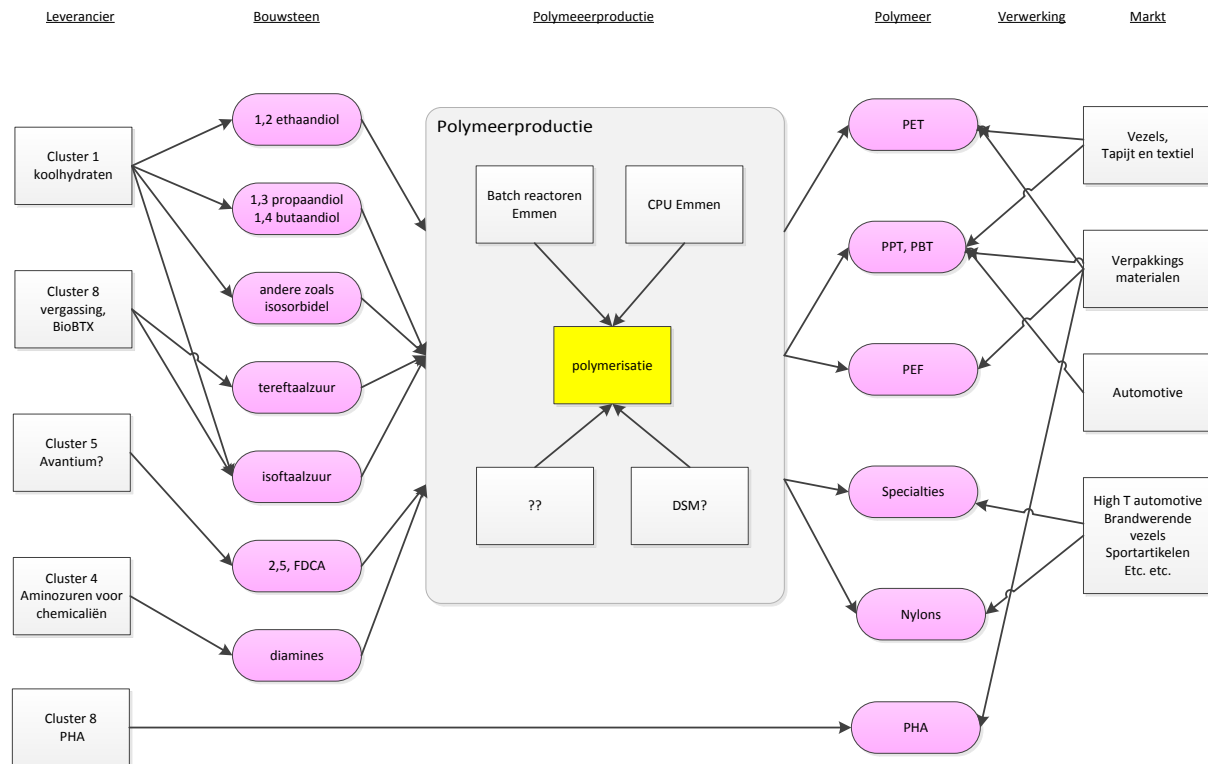 Leverancier
Bouwsteen
Polymeeerproductie
Polymeer
Verwerking
Markt
Cluster 1
koolhydraten
Cluster 8
vergassing,
BioBTX
Cluster 5
Avantium?
Cluster 4
Aminozuren voor
chemicaliën
Cluster 8
PHA
1,2 ethaandiol
1,3 propaandiol
1,4 butaandiol
andere zoals
isosorbidel
tereftaalzuur
isoftaalzuur
2,5, FDCA
diamines
Polymeerproductie
Batch reactoren
Emmen
CPU Emmen
polymerisatie
??
DSM?
PET
PPT, PBT
PEF
Specialties
Nylons
PHA
Vezels,
Tapijt en textiel
Verpakkings
materialen
Automotive
High T automotive
Brandwerende
vezels
Sportartikelen
Etc. etc.